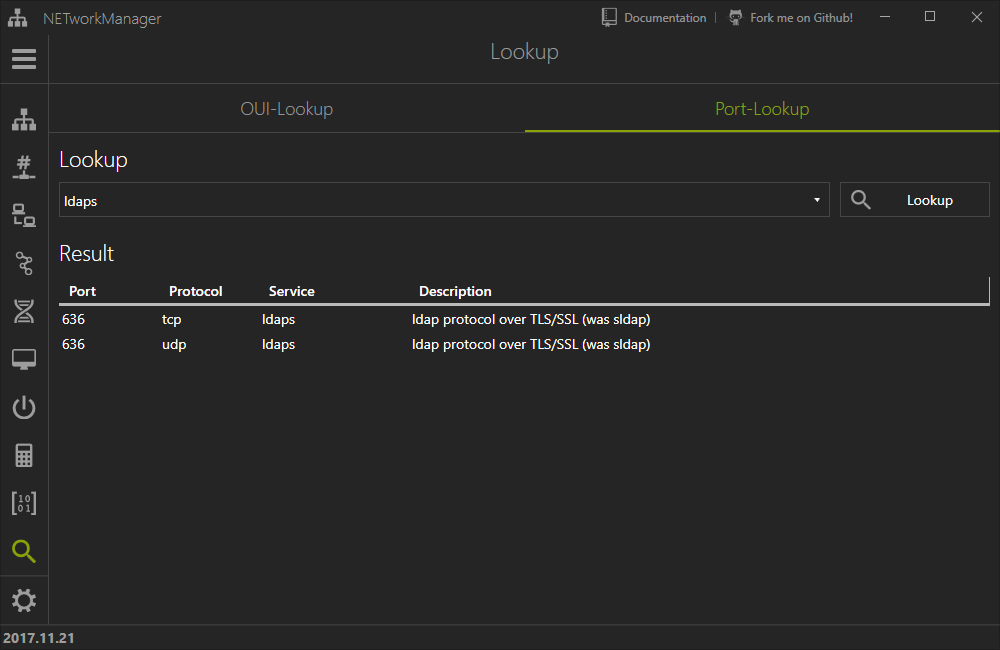 NETworkManager Documentation | Fork me on Github!
Lookup
OUI-Lookup Port-Lookup
Lookup
ldaps Lookup
Result
Port Protocol Service Description
636 tcp ldaps ldap protocol over TLS/SSL (was sldap)
636 udp ldaps ldap protocol over TLS/SSL (was sldap)
#
10
01
2017.11.21